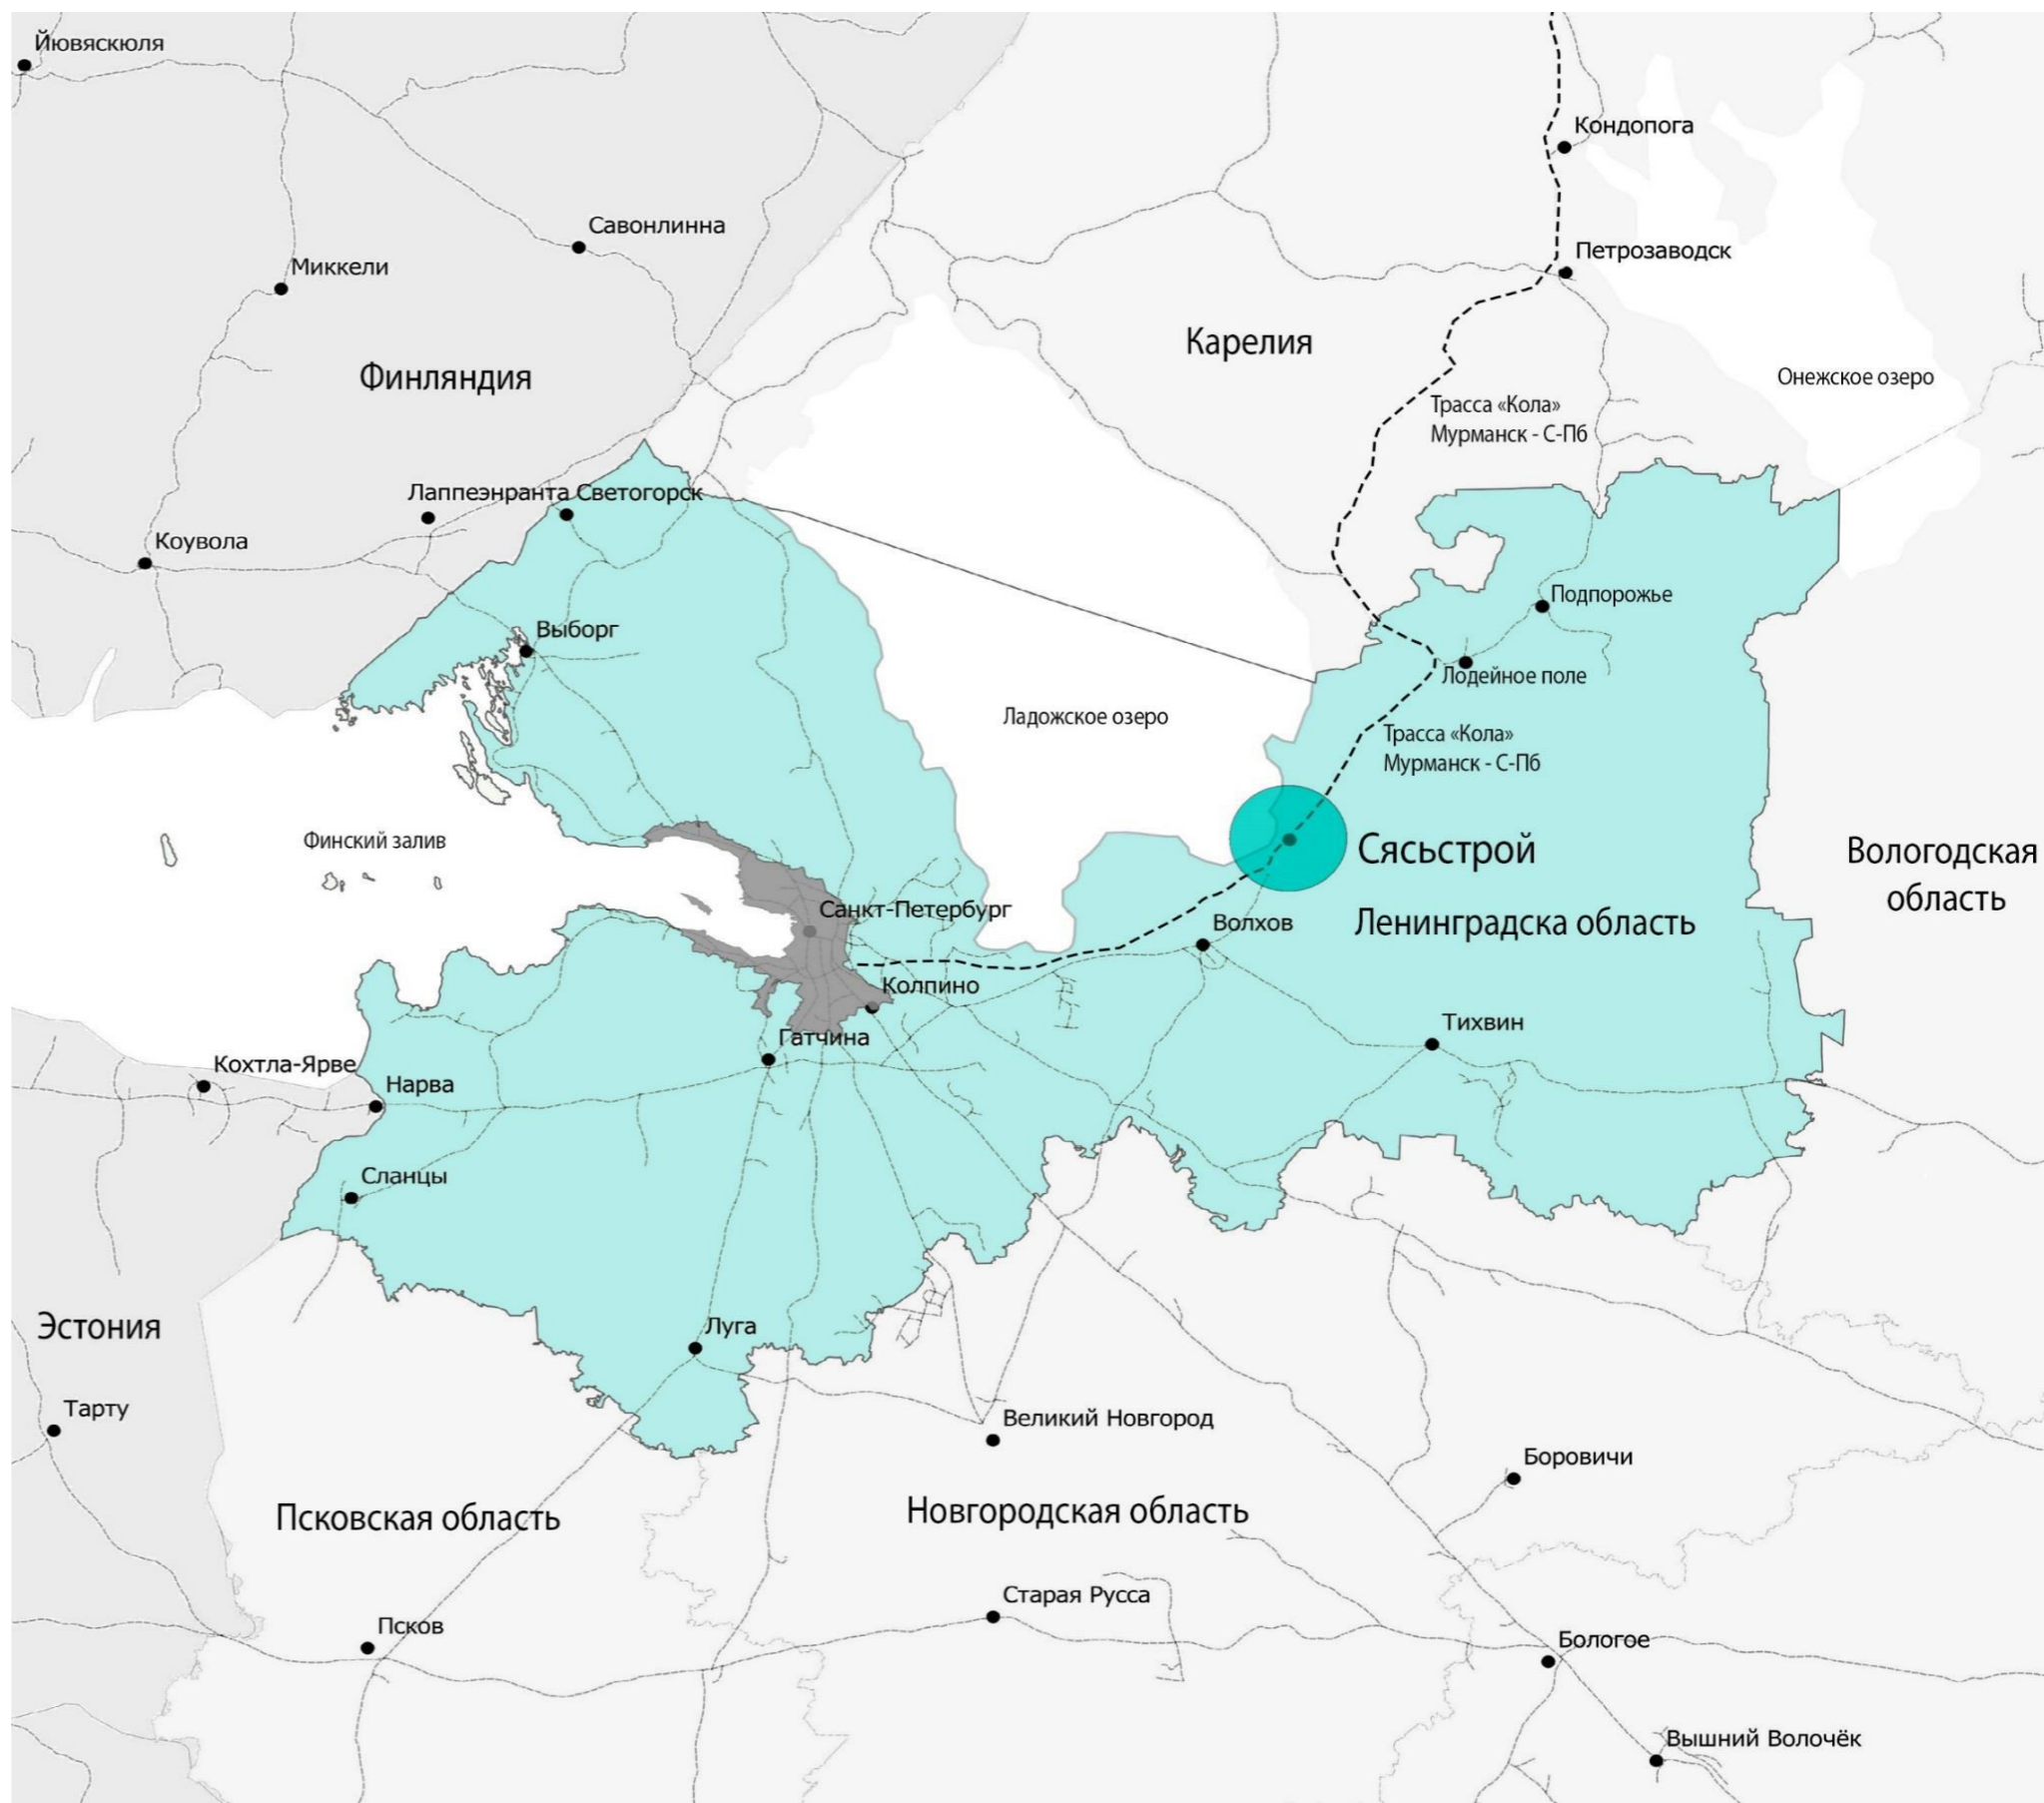 Йювяскюля
Кондопога
Савонлинна
Петрозаводск
Миккели
Карелия
Финляндия
Онежское озеро
Трасса «Кола»
Мурманск - С-Пб
Лаппеэнранта
Светогорск
Коувола
Подпорожье
Выборг
Лодейное поле
Ладожское озеро
Трасса «Кола»
Мурманск - С-Пб
Финский залив
Сясьстрой
Вологодская
область
Санкт-Петербург
Волхов
Ленинградска область
Колпино
Тихвин
Гатчина
Кохтла-Ярве
Нарва
Сланцы
Эстония
Луга
Тарту
Великий Новгород
Боровичи
Псковская область
Новгородская область
Старая Русса
Псков
Бологое
Вышний Волочёк